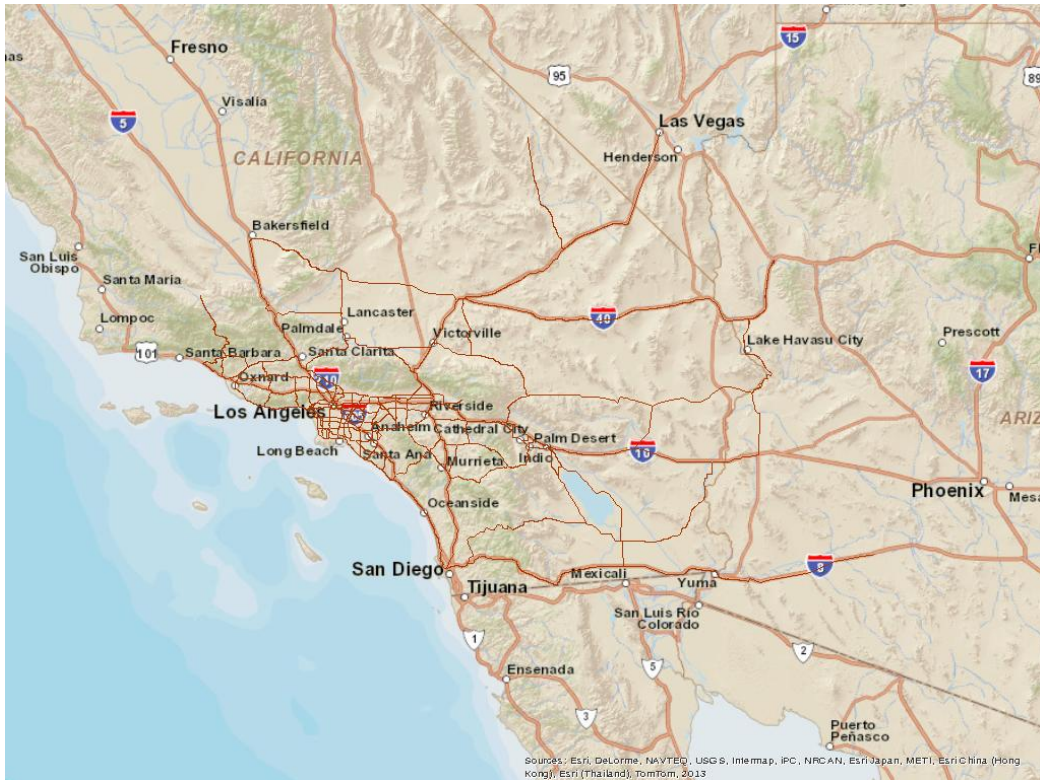 15
Fresno
95
89
as
Visalia
Las Vegas
5
Henderson
CALIFORNIA
Bakersfield
San Luis
Obispo
Santa Maria
Lancaster
Lompoc
Palmdale
Victorville
40
Prescott
101
Santa Barbara
Santa Clarita
Lake Havasu City
17
Oxnard
Los Angeles
Riverside
ARIZ
Anaheim
Cathedral City
Palm Desert
Long Beach
Santa Ana
Indio
10
Murrieta
Phoenix
Mesa
Oceanside
San Diego
Mexicali
Yuma
8
Tijuana
San Luis Rio
Colorado
1
2
5
Ensenada
3
Puerto
Peñasco
Sources: Esri, DeLorme, NAVTEQ, USGS, Intermap, iPC, NRCAN, Esri Japan, METI, Esri China (Hong
Kong), Esri (Thailand), TomTom, 2013